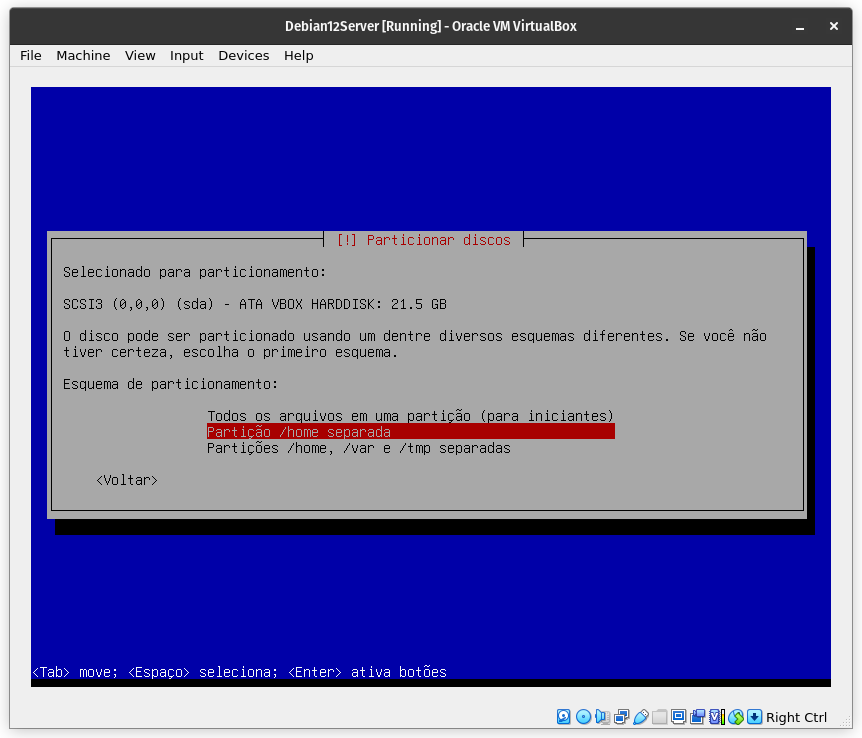 Debian12Server [Running] - Oracle VM VirtualBox
File Machine View Input Devices Help
[!] Particionar discos
Selecionado para particionamento:
SCSI3 (0,0,0) (sda) - ATA VBOX HARDDISK: 21.5 GB
O disco pode ser particionado usando um dentre diversos esquemas diferentes. Se você não
tiver certeza, escolha o primeiro esquema.
Esquema de particionamento:
Todos os arquivos em uma partição (para iniciantes)
Partição /home separada
Partições /home, /var e /tmp separadas
<Voltar>
<Tab> move; <Espaço> seleciona; <Enter> ativa botões
Right Ctrl